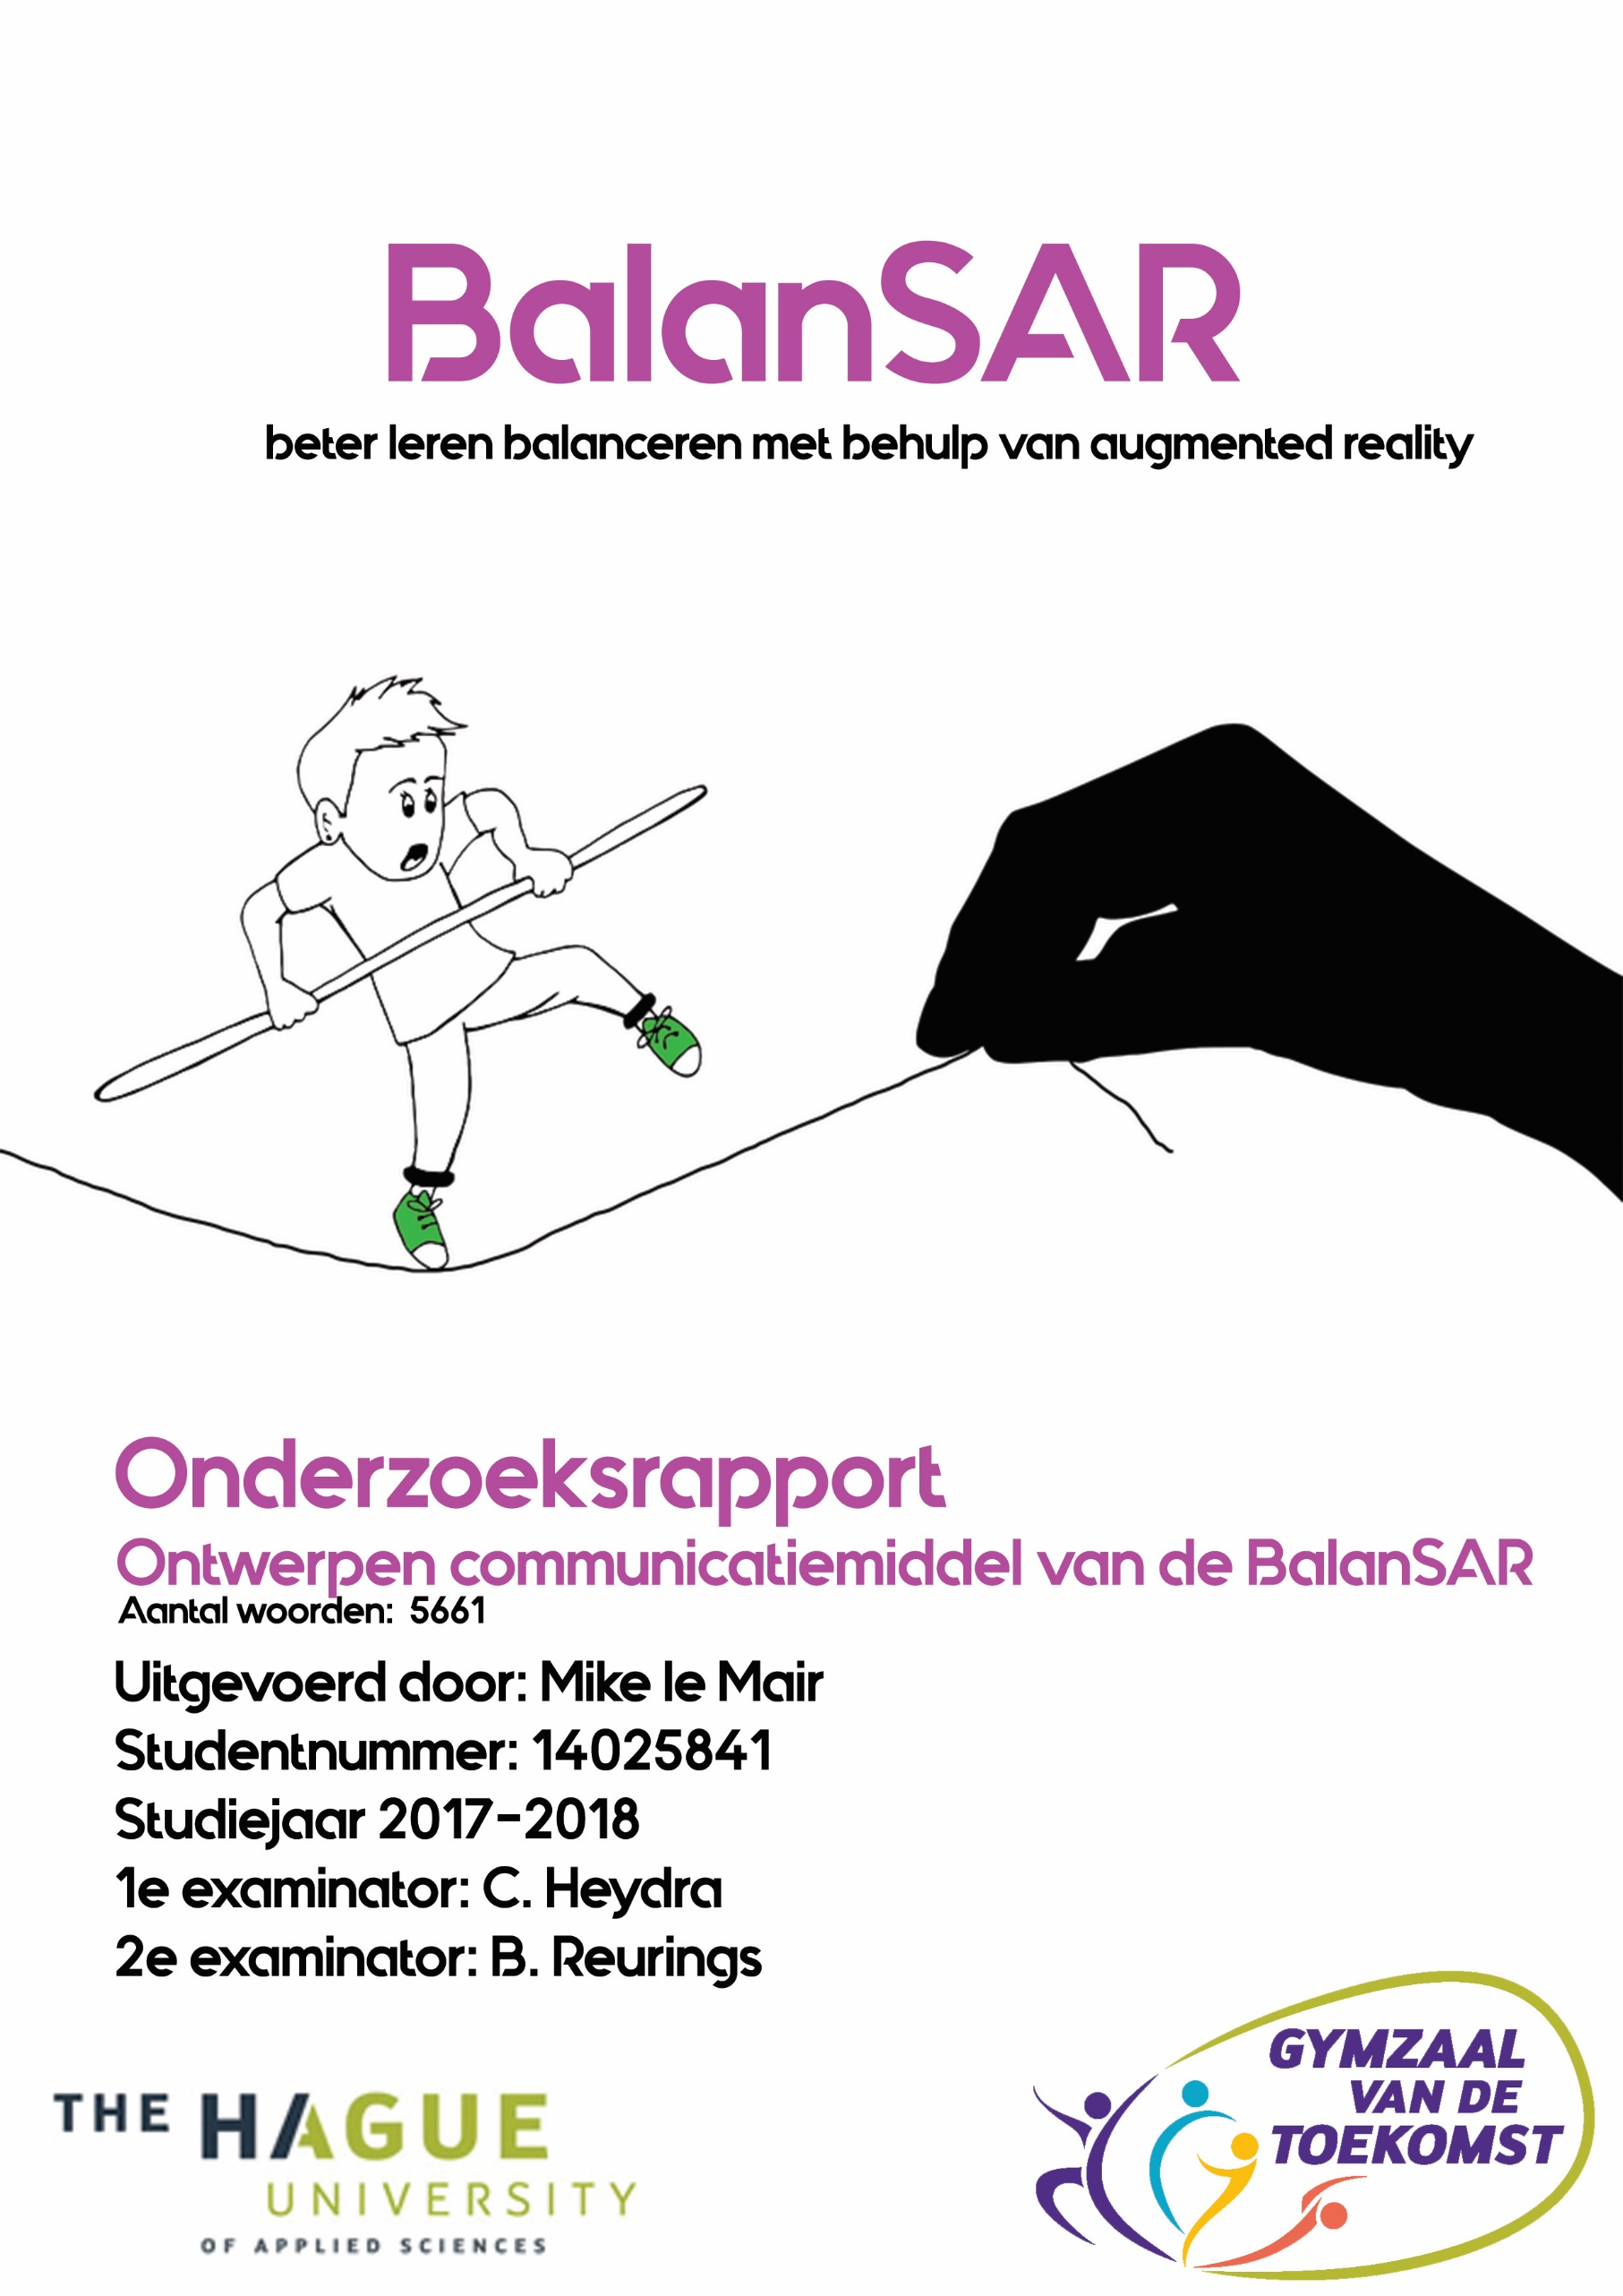 BalanSAR
beter leren balanceren met behulp van augmented reality
Onderzoeksrapport
Ontwerpen communicatiemiddel van de BalanSAR
Aantal woorden: 5661
Uitgevoerd door: Mike le Mair
Studentnummer: 14025841
Studiejaar 2017-2018
1e examinator: C. Heydra
2e examinator: B. Reurings
THE HAGUE
UNIVERSITY
OF APPLIED SCIENCES
GYMZAAL
VAN DE
TOEKOMST